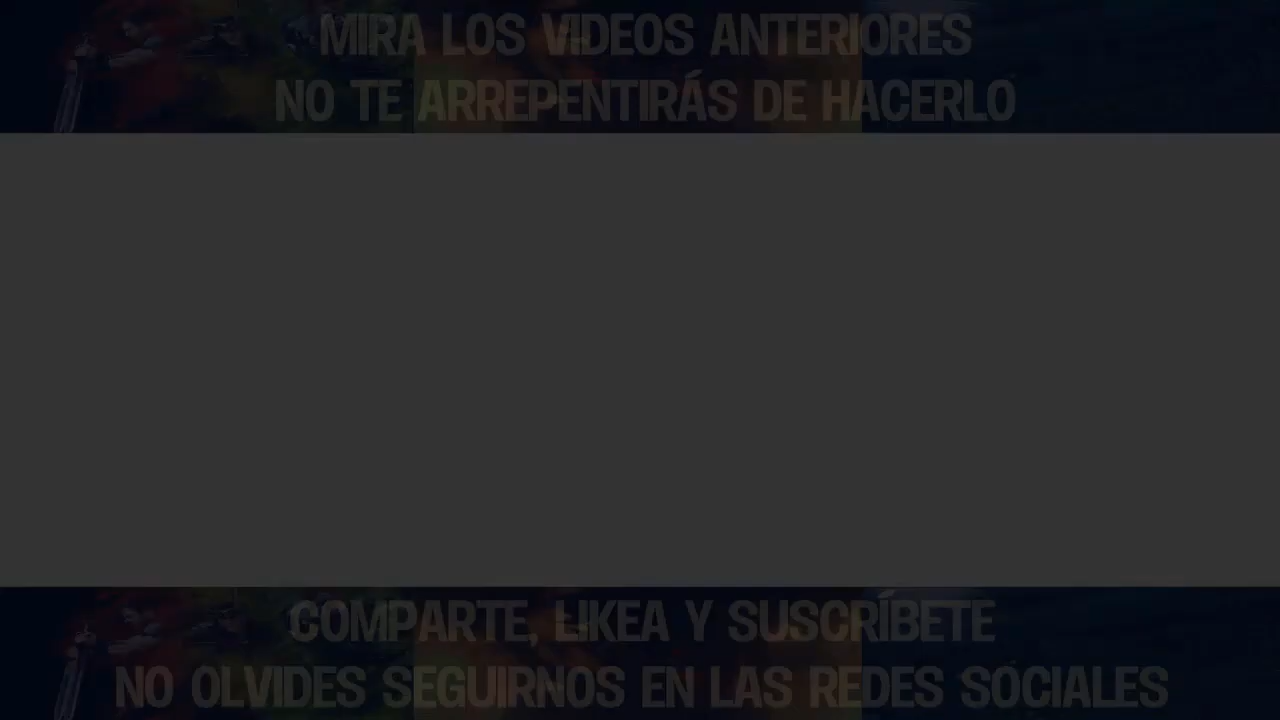 MIRA LOS VIDEOS ANTERIORES
NO TE ARREPENTIRÁS DE HACERLO
COMPARTE, LIKEA Y SUSCRÍBETE
NO OLVIDES SEGUIRNOS EN LAS REDES SOCIALES